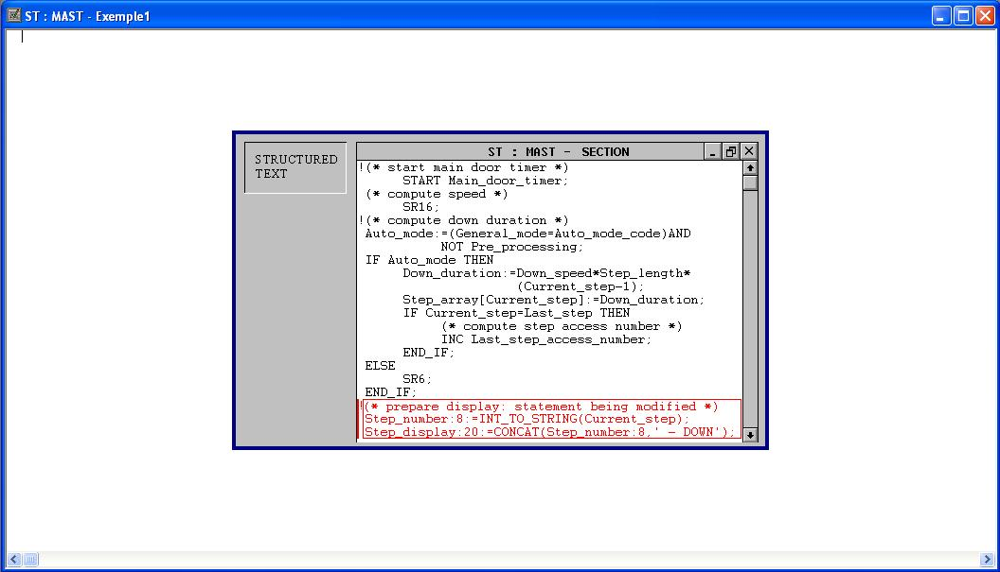 ST : MAST - Exemple1
STRUCTURED
TEXT
ST : MAST - SECTION
!(* start main door timer *)
START Main_door_timer;
(* compute speed *)
SR16;
!(* compute down duration *)
Auto_mode:=(General_mode=Auto_mode_code)AND
NOT Pre_processing;
IF Auto_mode THEN
Down_duration:=Down_speed*Step_length*
(Current_step-1);
Step_array[Current_step]:=Down_duration;
IF Current_step=Last_step THEN
(* compute step access number *)
INC Last_step_access_number;
END_IF;
ELSE
SR6;
END_IF;
!(* prepare display: statement being modified *)
Step_number:8:=INT_TO_STRING(Current_step);
Step_display:20:=CONCAT(Step_number:8,' - DOWN');